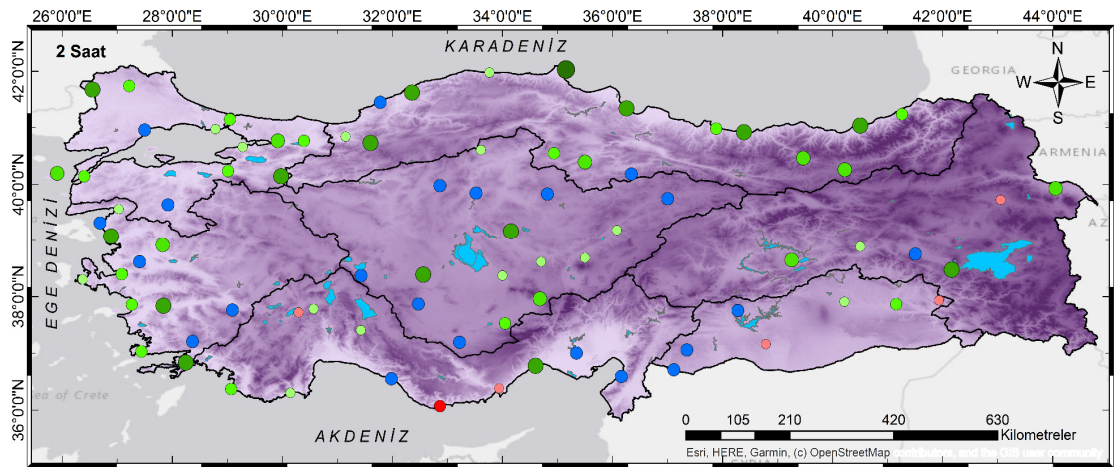 26°0'0"E 28°0'0"E 30°0'0"E 32°0'0"E 34°0'0"E 36°0'0"E 38°0'0"E 40°0'0"E 42°0'0"E 44°0'0"E
2 Saat
KARADENİZ
N
W E
S
GEORGIA
ARMENIA
AZ
42°0'0"N
40°0'0"N
38°0'0"N
36°0'0"N
EGE DENİZİ
Sea of Crete
AKDENİZ
0 105 210 420 630
Kilometreler
SYRIA
Esri, HERE, Garmin, (c) OpenStreetMap contributors, and the GIS user community